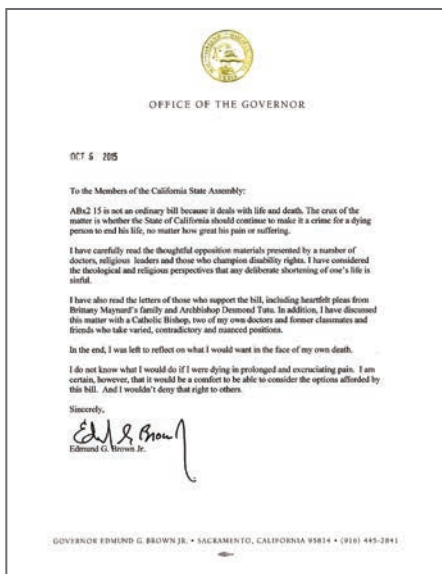 OFFICE OF THE GOVERNOR
OCT 5 2015
To the Members of the California State Assembly:
ABx2 15 is not an ordinary bill because it deals with life and death. The crux of the
matter is whether the State of California should continue to make it a crime for a dying
person to end his life, no matter how great his pain or suffering.
I have carefully read the thoughtful opposition materials presented by a number of
doctors, religious leaders and those who champion disability rights. I have considered
the theological and religious perspectives that any deliberate shortening of one's life is
sinful.
I have also read the letters of those who support the bill, including heartfelt pleas from
Brittany Maynard's family and Archbishop Desmond Tutu. In addition, I have discussed
this matter with a Catholic Bishop, two of my own doctors and former classmates and
friends who take varied, contradictory and nuanced positions.
In the end, I was left to reflect on what I would want in the face of my own death.
I do not know what I would do if I were dying in prolonged and excruciating pain. I am
certain, however, that it would be a comfort to be able to consider the options afforded by
this bill. And I wouldn't deny that right to others.
Sincerely,
Edmund G. Brown Jr.
GOVERNOR EDMUND G. BROWN JR. • SACRAMENTO, CALIFORNIA 95814 • (916) 445-2841